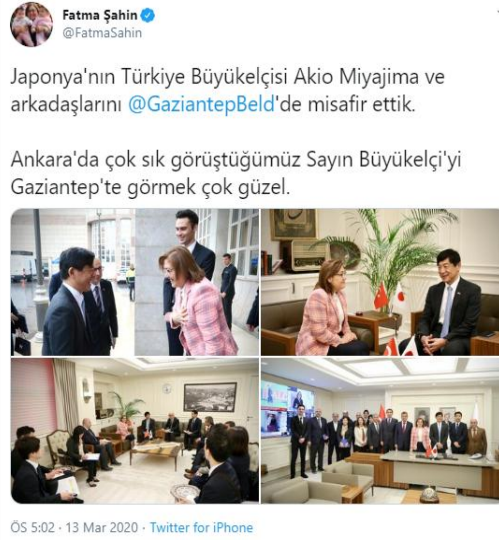 Fatma Şahin
@FatmaSahin
Japonya'nın Türkiye Büyükelçisi Akio Miyajima ve
arkadaşlarını @GaziantepBeld'de misafir ettik.
Ankara'da çok sık görüştüğümüz Sayın Büyükelçi'yi
Gaziantep'te görmek çok güzel.
ÖS 5:02 · 13 Mar 2020 · Twitter for iPhone